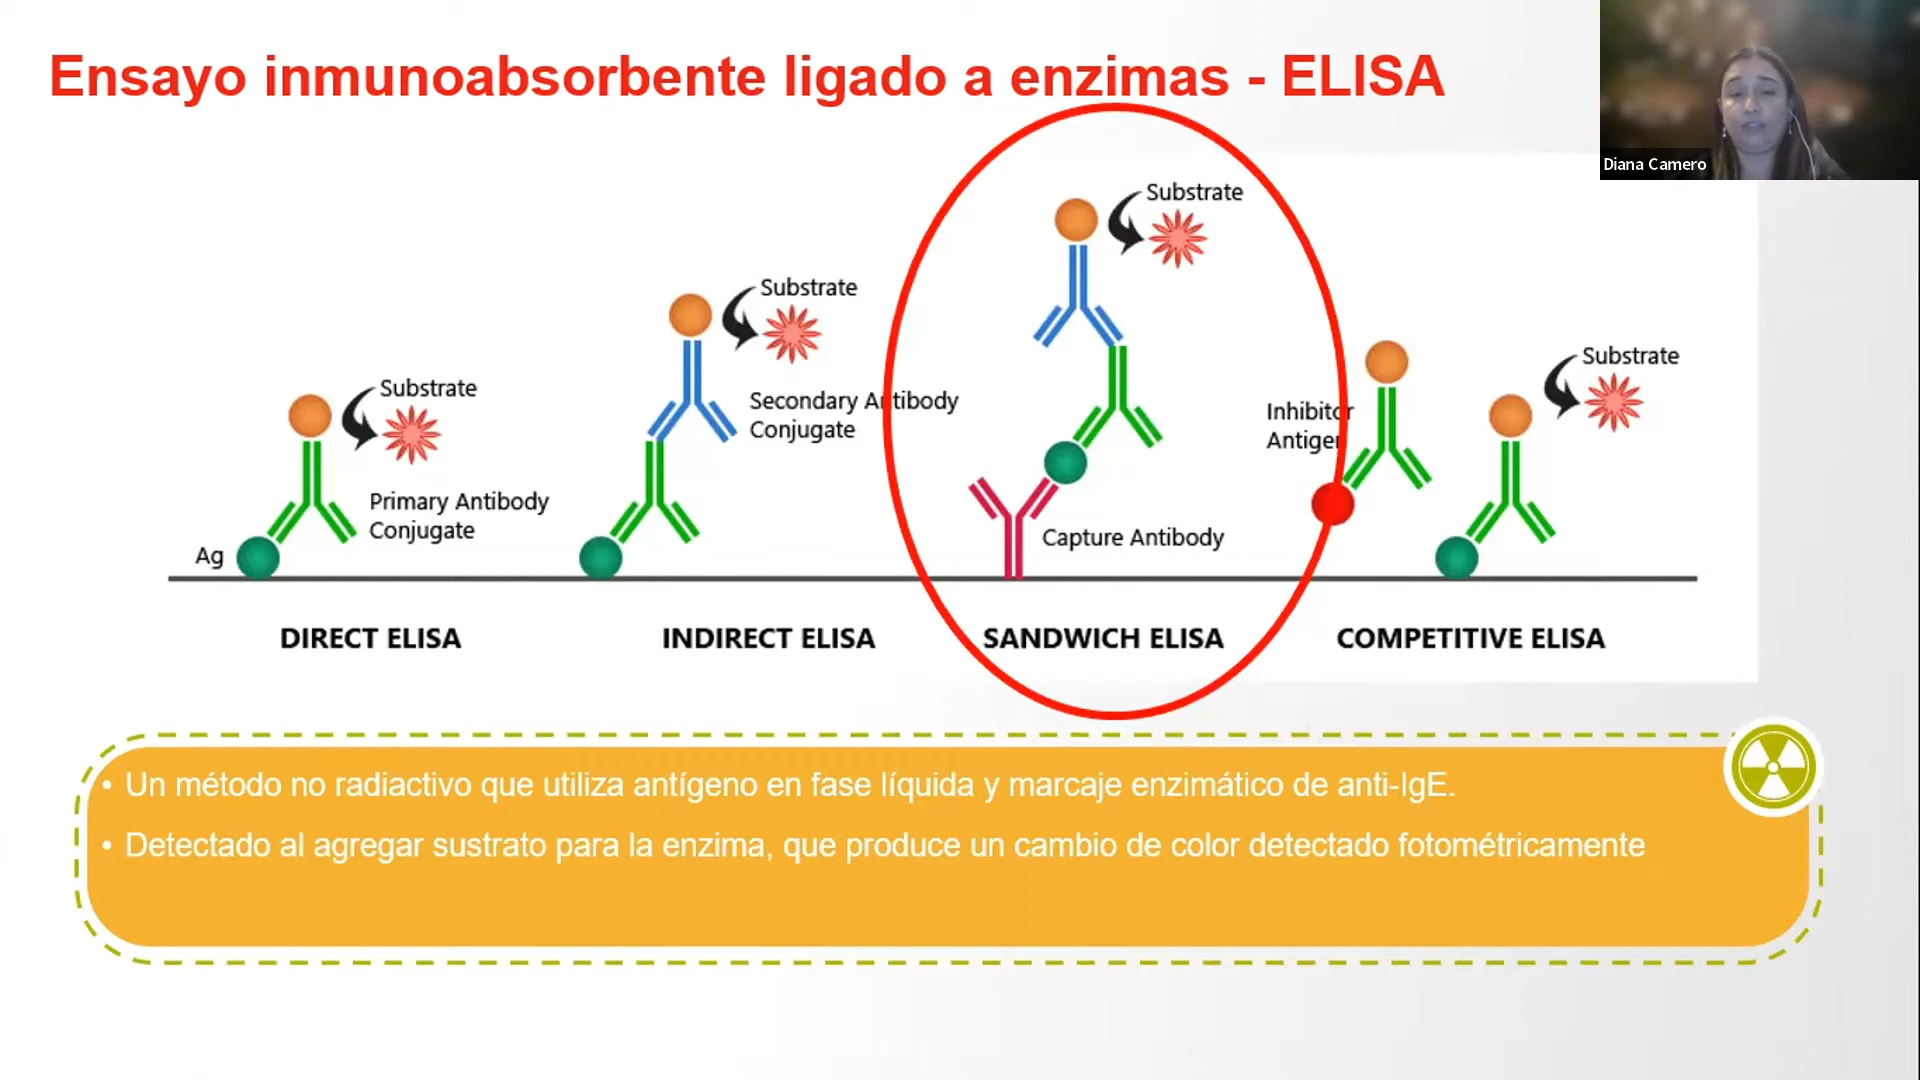 Ensayo inmunoabsorbente ligado a enzimas - ELISA
Diana Camero
Substrate
Primary Antibody
Conjugate
Ag
DIRECT ELISA
Substrate
Secondary Antibody
Conjugate
INDIRECT ELISA
Substrate
Capture Antibody
SANDWICH ELISA
Inhibitor
Antigen
Substrate
COMPETITIVE ELISA
• Un método no radiactivo que utiliza antígeno en fase líquida y marcaje enzimático de anti-IgE.
• Detectado al agregar sustrato para la enzima, que produce un cambio de color detectado fotométricamente